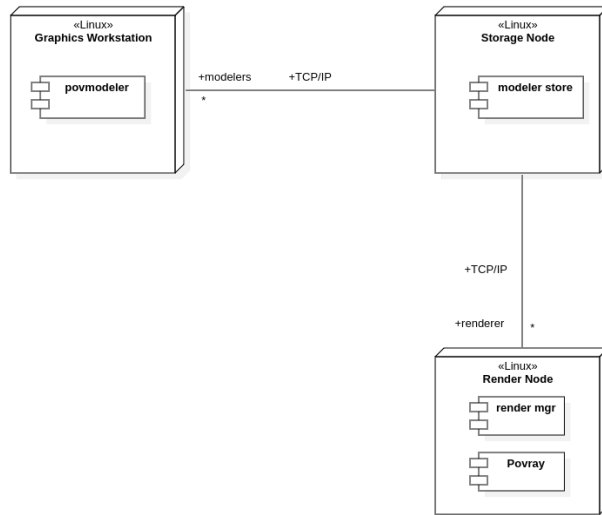 «Linux»
Graphics Workstation
povmodeler
+modelers
+TCP/IP
*
«Linux»
Storage Node
modeler store
+TCP/IP
+renderer
*
«Linux»
Render Node
render mgr
Povray